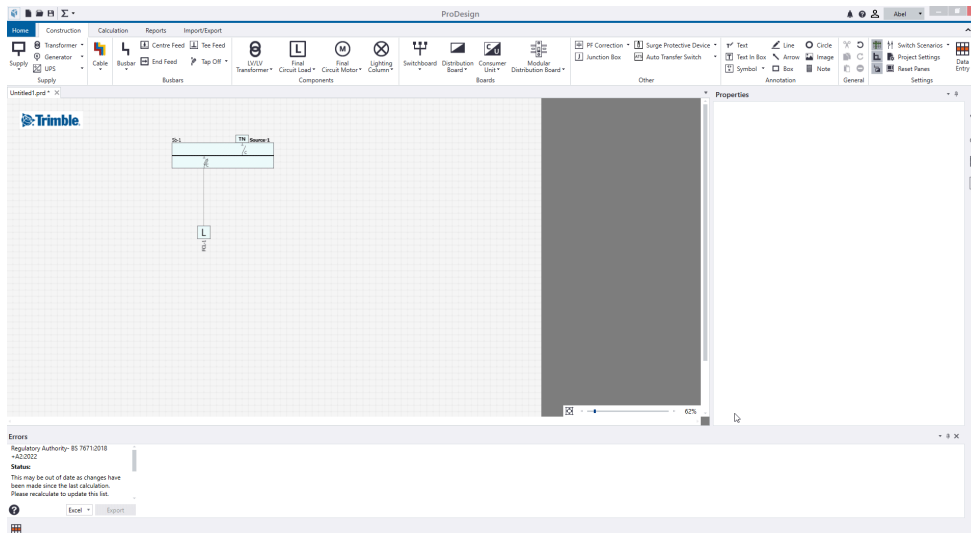 ProDesign
Abel
Home Construction Calculation Reports Import/Export
Supply Transformer Generator UPS Supply
Cable Busbar Centre Feed Tee Feed End Feed Tap Off Busbars
LV/LV Transformer Final Circuit Load Final Circuit Motor Lighting Column Components
Switchboard Distribution Board Consumer Unit Modular Distribution Board Boards
PF Correction Surge Protective Device Junction Box Auto Transfer Switch Other
Text Line Circle Text In Box Arrow Image Symbol Box Note Annotation
General
Switch Scenarios Project Settings Reset Panes Data Entry Settings
Untitled1.prd *
Properties
Trimble
Sb-1 TN Source-1
L
62%
Errors
Regulatory Authority- BS 7671:2018
+A2:2022
Status:
This may be out of date as changes have
been made since the last calculation.
Please recalculate to update this list.
Excel Export